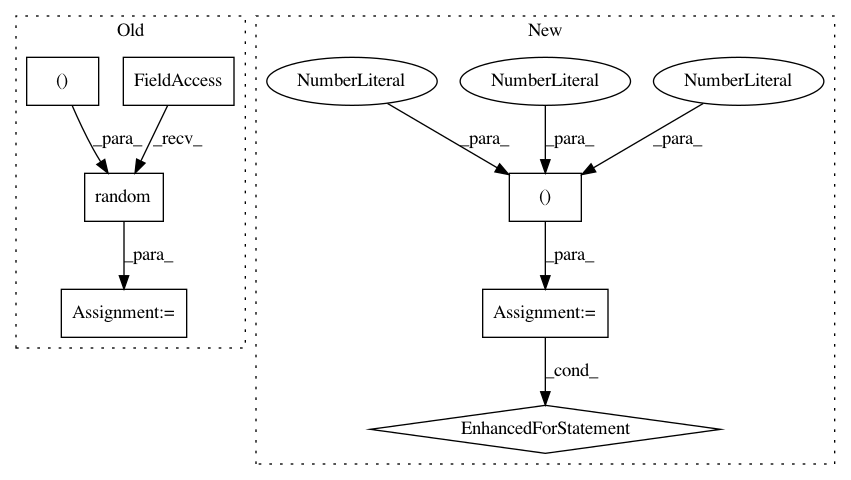 Old
New
()
FieldAccess
NumberLiteral
NumberLiteral
NumberLiteral
_para_
_recv_
_para_
_para_
_para_
random
()
_para_
_para_
Assignment:=
Assignment:=
_cond_
EnhancedForStatement